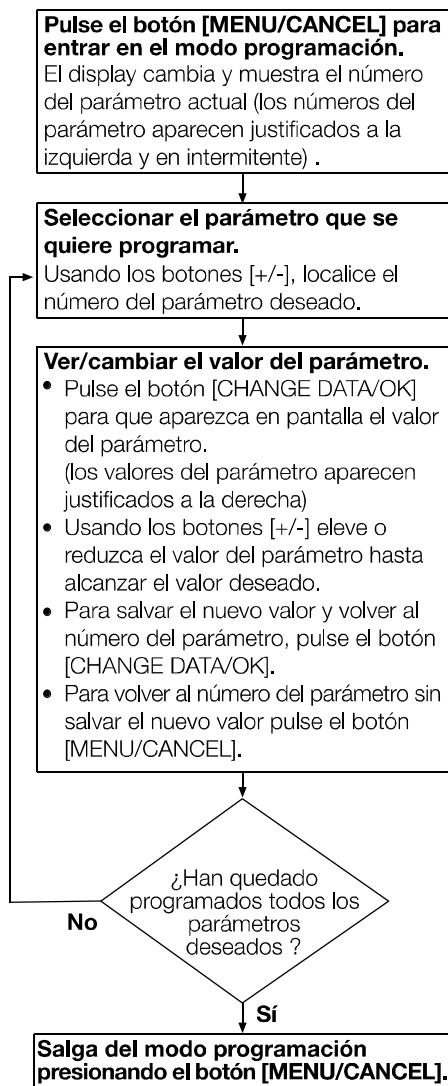 Pulse el botón [MENU/CANCEL] para
entrar en el modo programación.
El display cambia y muestra el número
del parámetro actual (los números del
parámetro aparecen justificados a la
izquierda y en intermitente) .
Seleccionar el parámetro que se
quiere programar.
Usando los botones [+/-], localice el
número del parámetro deseado.
Ver/cambiar el valor del parámetro.
• Pulse el botón [CHANGE DATA/OK]
para que aparezca en pantalla el valor
del parámetro.
(los valores del parámetro aparecen
justificados a la derecha)
• Usando los botones [+/-] eleve o
reduzca el valor del parámetro hasta
alcanzar el valor deseado.
• Para salvar el nuevo valor y volver al
número del parámetro, pulse el botón
[CHANGE DATA/OK].
• Para volver al número del parámetro sin
salvar el nuevo valor pulse el botón
[MENU/CANCEL].
¿Han quedado
programados todos los
parámetros
deseados ?
No
Sí
Salga del modo programación
presionando el botón [MENU/CANCEL].